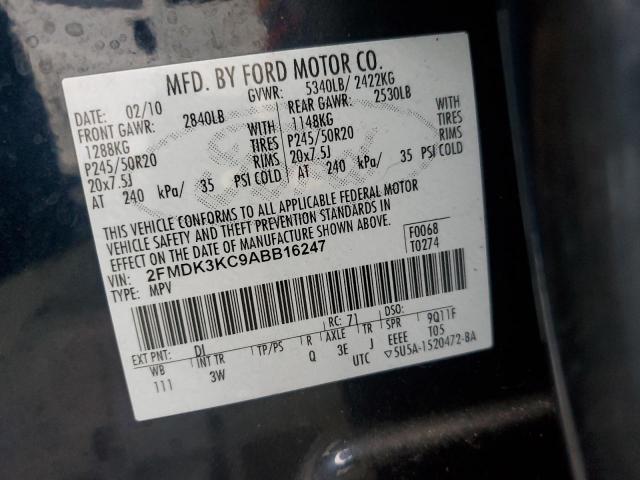 MFD. BY FORD MOTOR CO.
DATE: 02/10 GVWR: 5340LB/ 2422KG
FRONT GAWR: 2840LB REAR GAWR: 2530LB
1288KG WITH 1148KG WITH
P245/50R20 TIRES P245/50R20 TIRES
20x7.5J RIMS 20x7.5J RIMS
AT 240 kPa/ 35 PSI COLD AT 240 kPa/ 35 PSI COLD
THIS VEHICLE CONFORMS TO ALL APPLICABLE FEDERAL MOTOR
VEHICLE SAFETY AND THEFT PREVENTION STANDARDS IN
EFFECT ON THE DATE OF MANUFACTURE SHOWN ABOVE.
VIN: 2FMDK3KC9ABB16247 F0068
TYPE: MPV T0274
EXT PNT: DI RC: 71 DSO:
WB INT TR TP/PS R AXLE TR SPR 9Q11F
111 3W Q 3E J EEEE T05
UTC ▽5U5A-1520472-BA